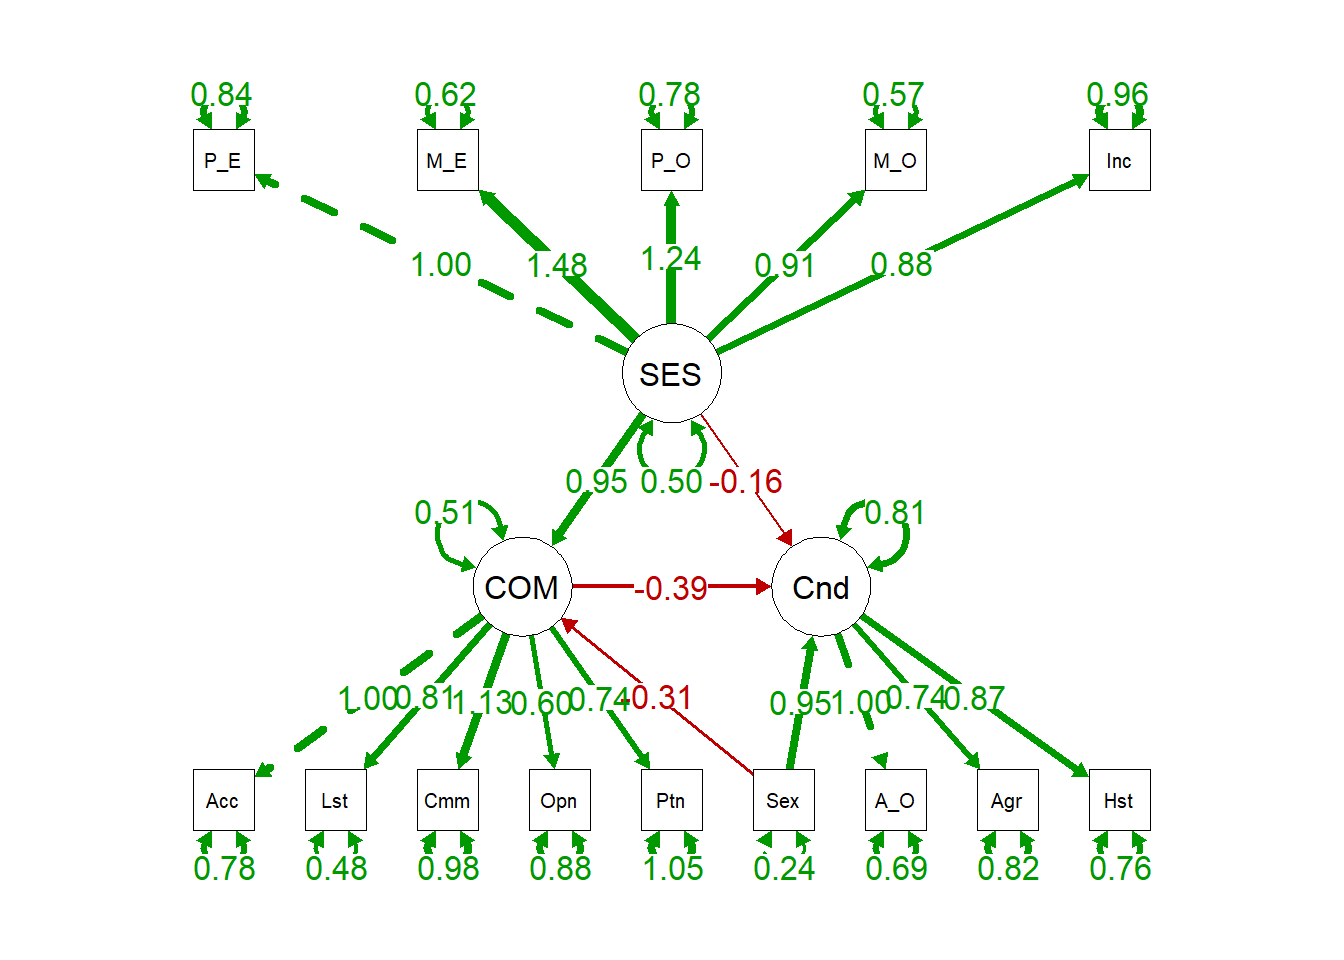 0.84 0.62 0.78 0.57 0.96
P_E M_E P_O M_O Inc
1.00 1.48 1.24 0.91 0.88
SES
0.95 0.50 -0.16
0.51 0.81
COM -0.39 Cnd
1.00 0.81 1.13 0.60 0.74 -0.31 0.95 1.00 0.74 0.87
Acc Lst Cmm Opn Ptn Sex A_O Agr Hst
0.78 0.48 0.98 0.88 1.05 0.24 0.69 0.82 0.76